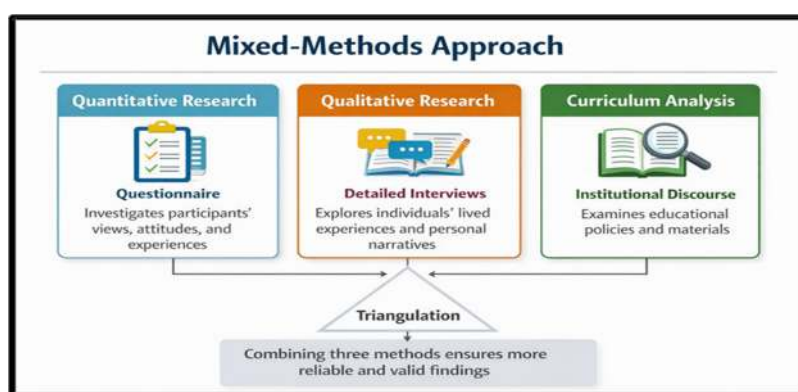 Mixed-Methods Approach
Quantitative Research
Questionnaire
Investigates participants'
views, attitudes, and
experiences
Qualitative Research
Detailed Interviews
Explores individuals' lived
experiences and personal
narratives
Curriculum Analysis
Institutional Discourse
Examines educational
policies and materials
Triangulation
Combining three methods ensures more
reliable and valid findings